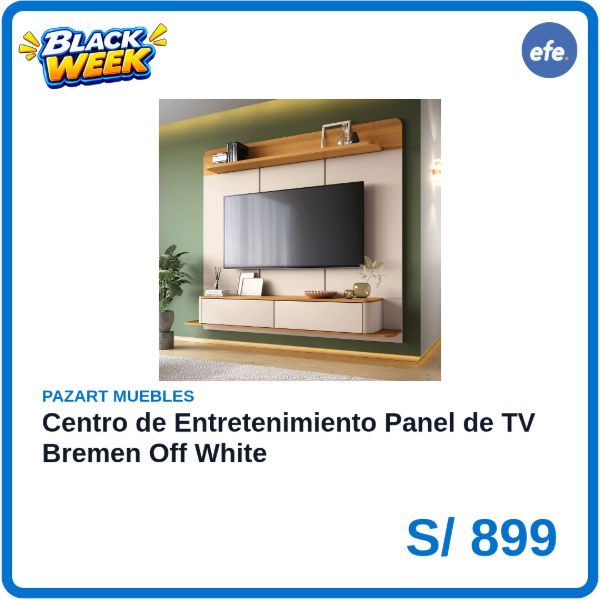 BLACK
WEEK
efe.
PAZART MUEBLES
Centro de Entretenimiento Panel de TV
Bremen Off White
S/ 899